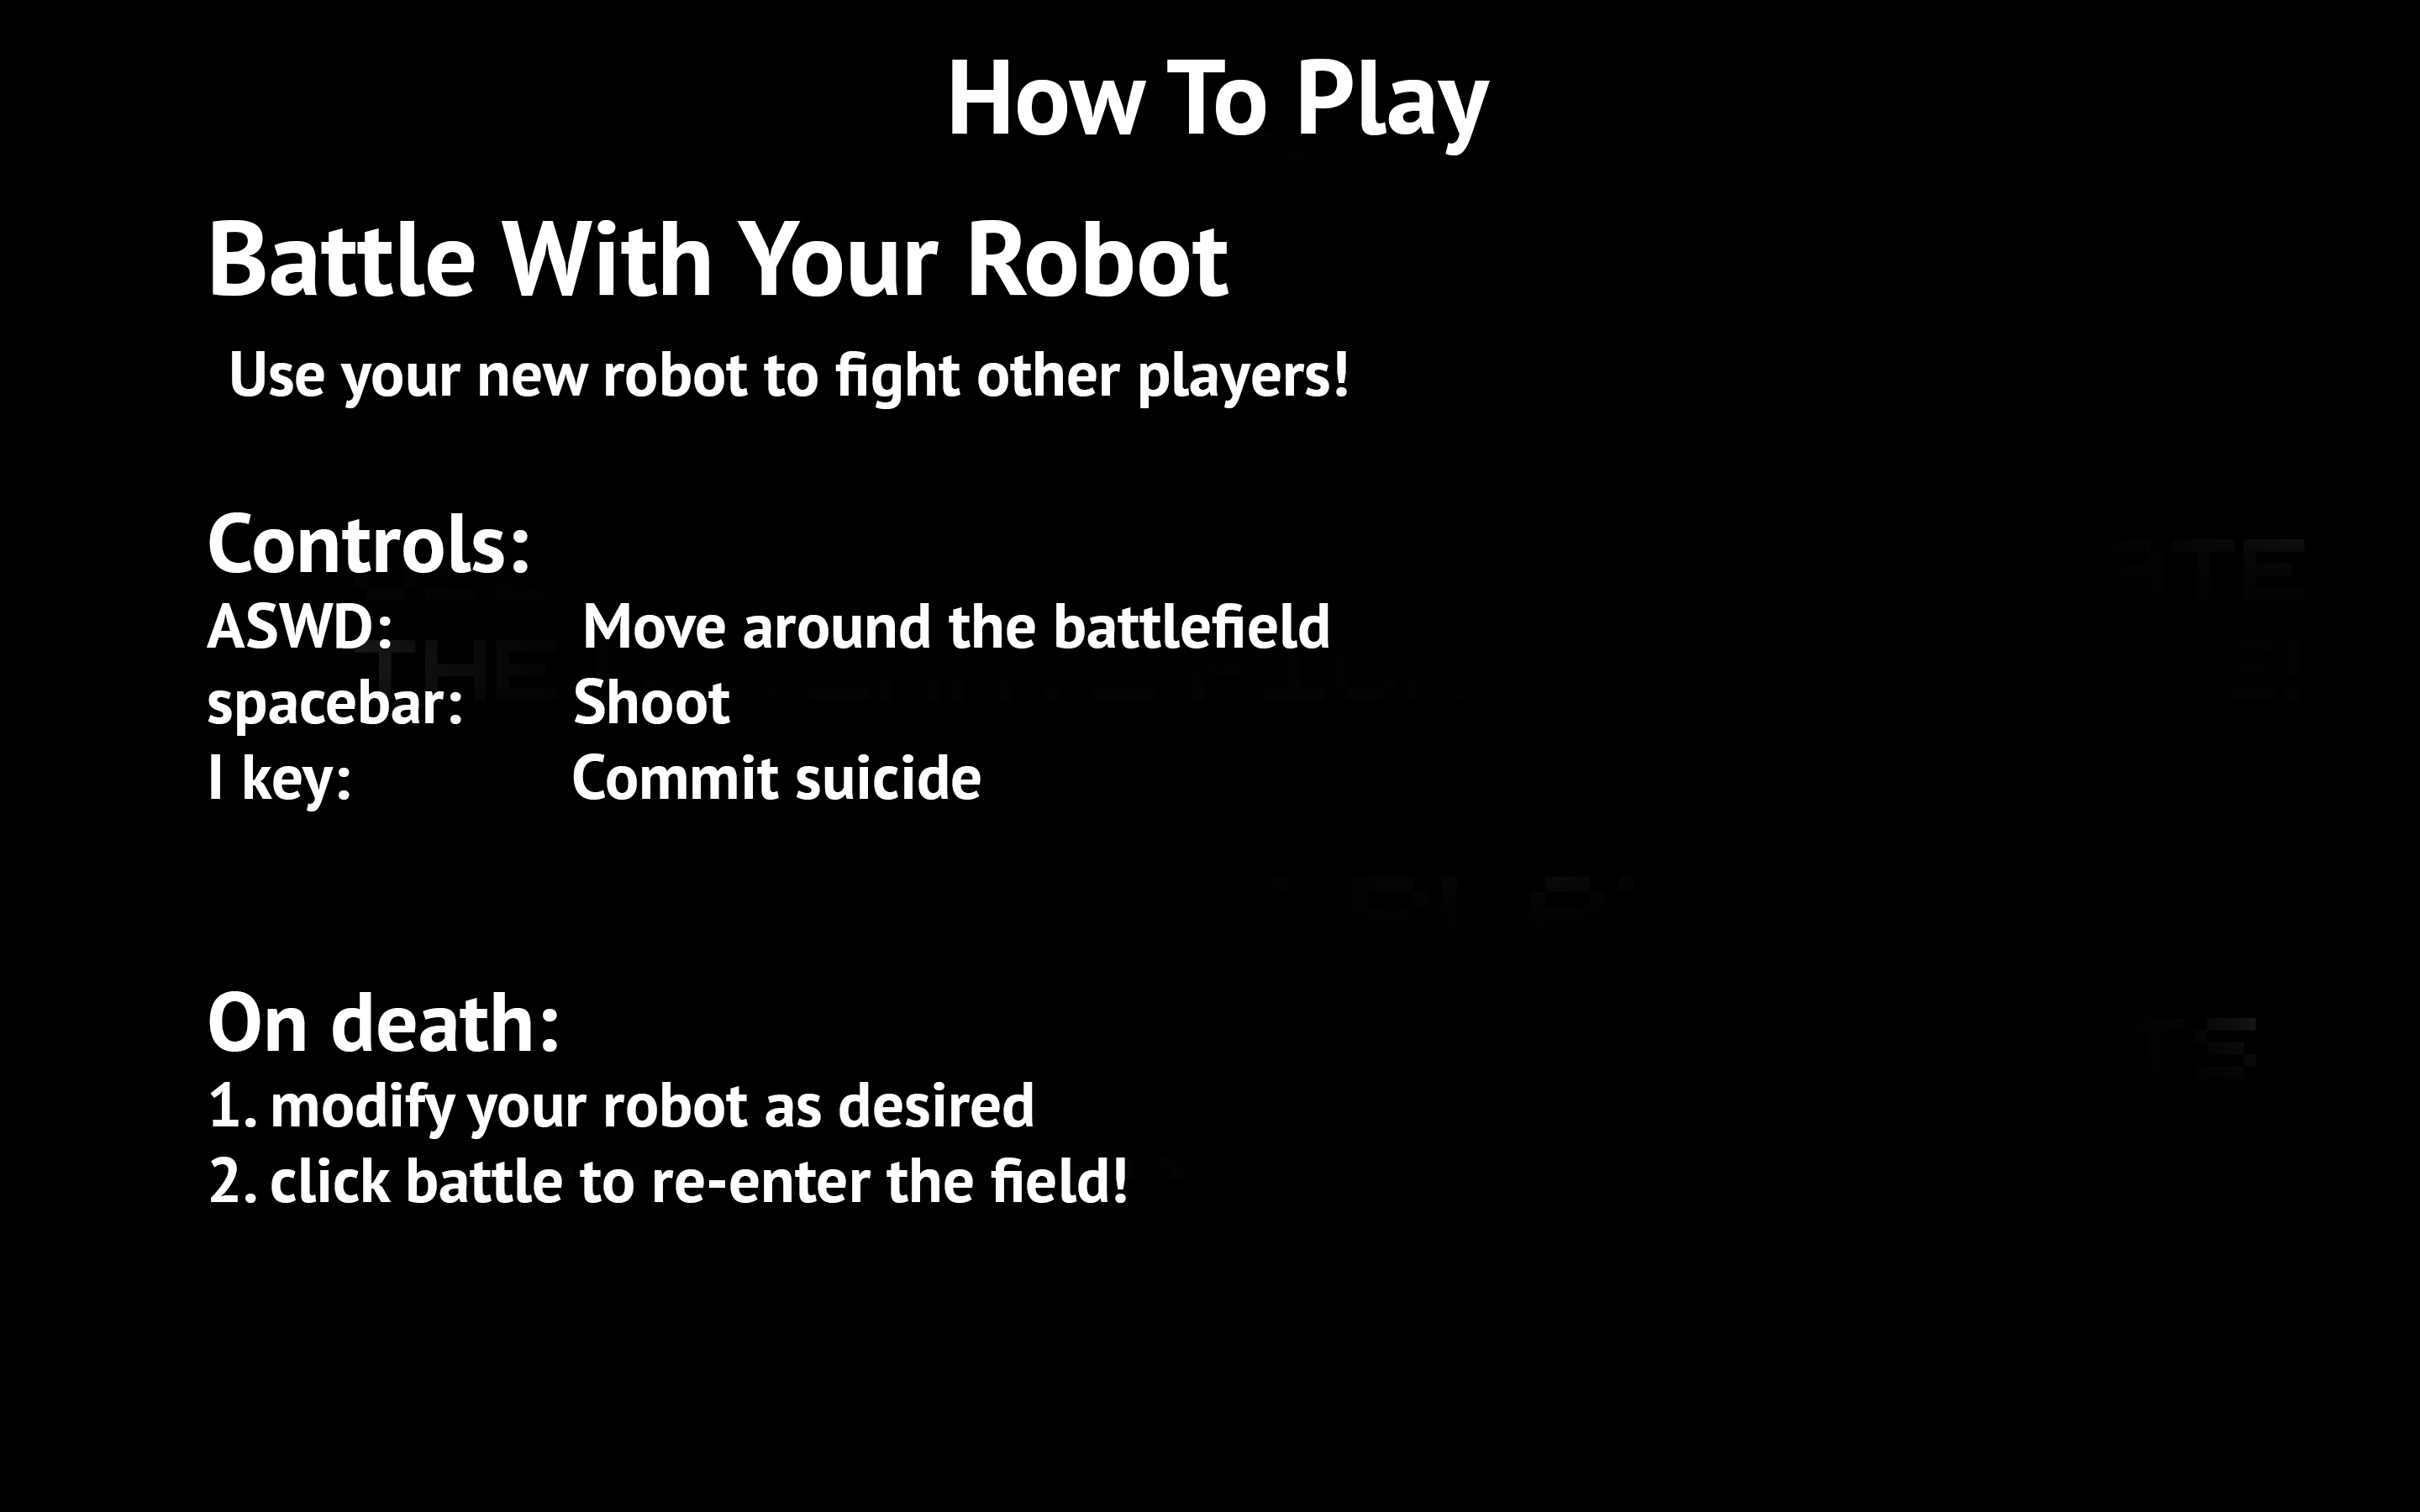 How To Play
Battle With Your Robot
Use your new robot to fight other players!
Controls:
ASWD: Move around the battlefield
spacebar: Shoot
I key: Commit suicide
On death:
1. modify your robot as desired
2. click battle to re-enter the field!